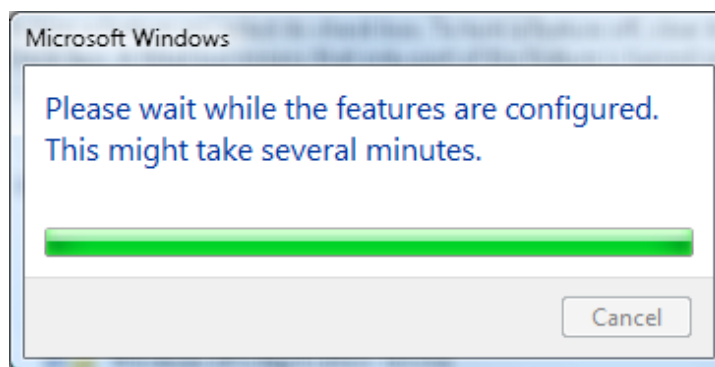 Microsoft Windows
Please wait while the features are configured.
This might take several minutes.
Cancel